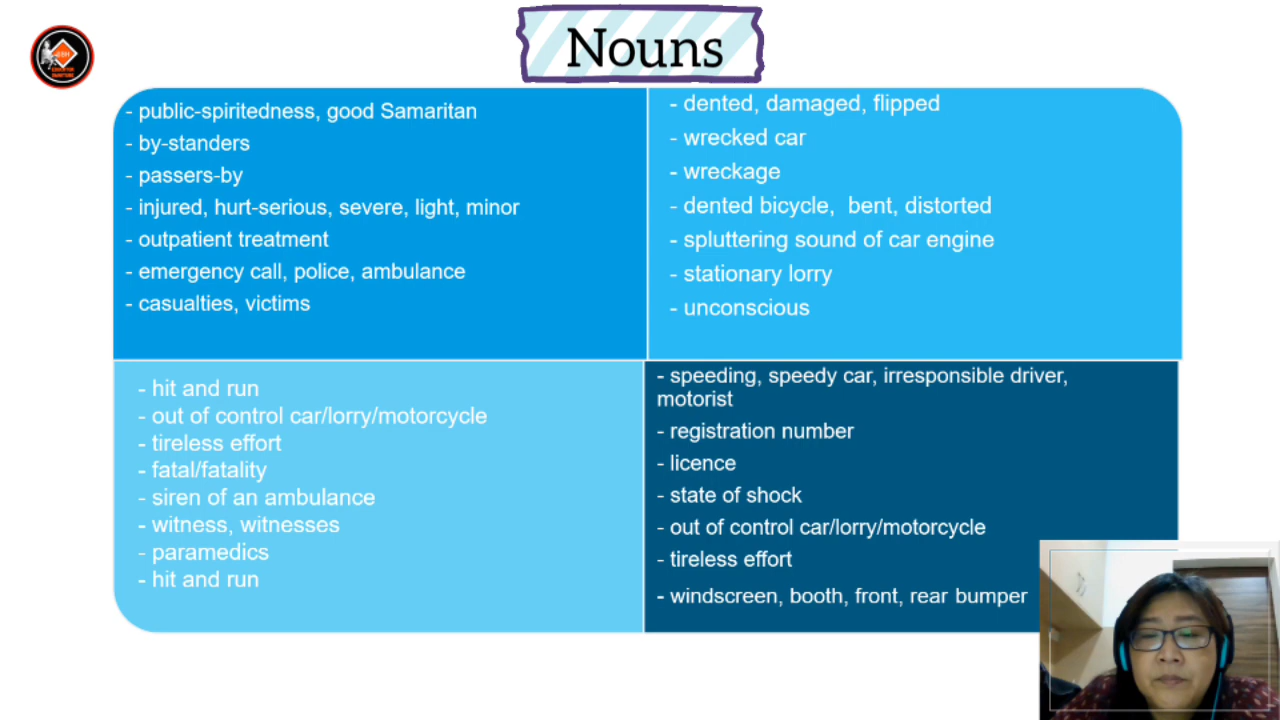 Nouns
- public-spiritedness, good Samaritan
- by-standers
- passers-by
- injured, hurt-serious, severe, light, minor
- outpatient treatment
- emergency call, police, ambulance
- casualties, victims
- dented, damaged, flipped
- wrecked car
- wreckage
- dented bicycle,  bent, distorted
- spluttering sound of car engine
- stationary lorry
- unconscious
- hit and run
- out of control car/lorry/motorcycle
- tireless effort
- fatal/fatality
- siren of an ambulance
- witness, witnesses
- paramedics
- hit and run
- speeding, speedy car, irresponsible driver,
motorist
- registration number
- licence
- state of shock
- out of control car/lorry/motorcycle
- tireless effort
- windscreen, booth, front, rear bumper